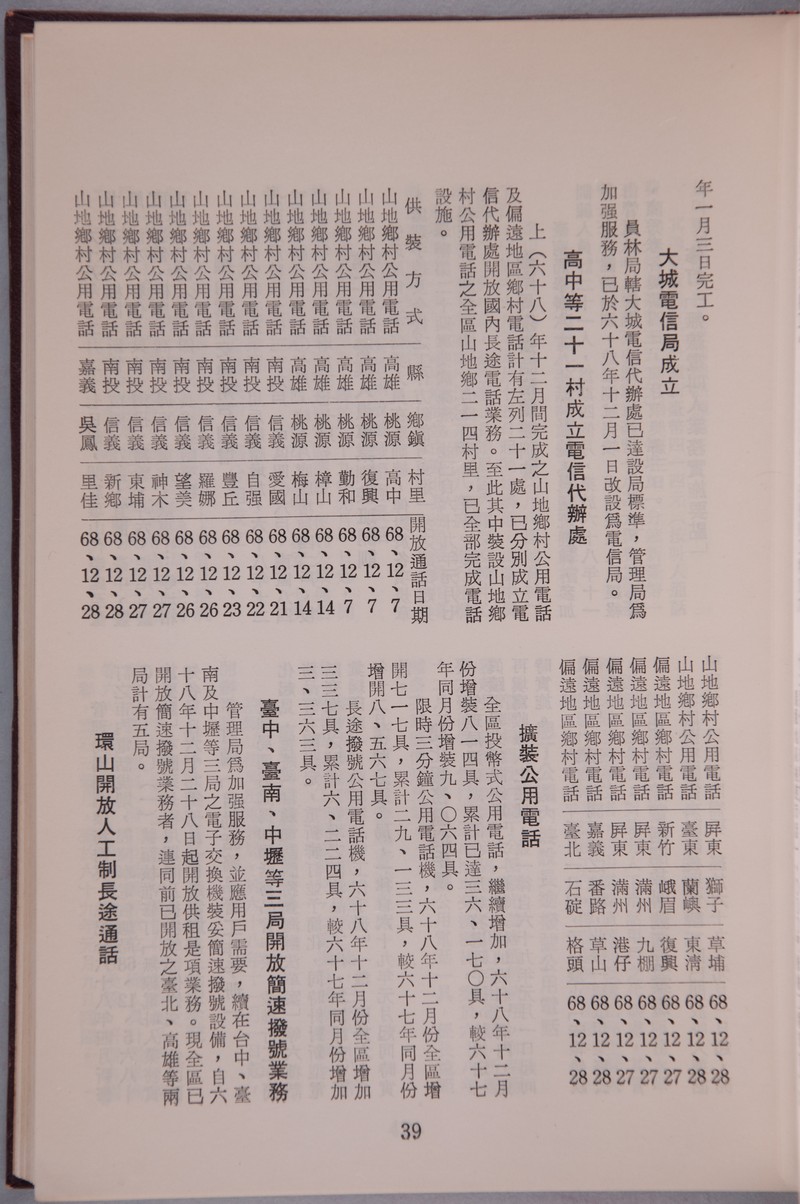 年一月三日完工。
大城電信局成立
員林局轄大城電信代辦處已達設局標準，管理局爲
加强服務，已於六十八年十二月一日改設爲電信局。
高中等二十一村成立電信代辦處
上（六十八）年十二月間完成之山地鄉村公用電話
及偏遠地區鄉村電話計有左列二十一處，已分別成立電
信代辦處開放國內長途電話業務。至此其中裝設山地鄉
村公用電話之全區山地鄉二一四村里，已全部完成電話
設施。
供裝方式 縣 鄉鎮 村里 開放通話日期
山地鄉村公用電話 高雄 桃源 高中 68、12、7
山地鄉村公用電話 高雄 桃源 復興 68、12、7
山地鄉村公用電話 高雄 桃源 勤和 68、12、7
山地鄉村公用電話 高雄 桃源 樟山 68、12、14
山地鄉村公用電話 高雄 桃源 梅山 68、12、14
山地鄉村公用電話 南投 信義 愛國 68、12、21
山地鄉村公用電話 南投 信義 自强 68、12、22
山地鄉村公用電話 南投 信義 豐丘 68、12、23
山地鄉村公用電話 南投 信義 羅娜 68、12、26
山地鄉村公用電話 南投 信義 望美 68、12、26
山地鄉村公用電話 南投 信義 神木 68、12、27
山地鄉村公用電話 南投 信義 東埔 68、12、27
山地鄉村公用電話 南投 信義 新鄉 68、12、28
山地鄉村公用電話 嘉義 吳鳳 里佳 68、12、28
山地鄉村公用電話 屏東 獅子 草埔 68、12、28
山地鄉村公用電話 臺東 蘭嶼 東清 68、12、28
偏遠地區鄉村電話 新竹 峨眉 復興 68、12、27
偏遠地區鄉村電話 屏東 滿州 九棚 68、12、27
偏遠地區鄉村電話 屏東 滿州 港仔 68、12、27
偏遠地區鄉村電話 嘉義 番路 草山 68、12、28
偏遠地區鄉村電話 臺北 石碇 格頭 68、12、28
擴裝公用電話
全區投幣式公用電話，繼續增加，六十八年十二月
份增裝八一四具，累計已達三六、一七〇具，較六十七
年同月份增裝九、〇六四具。
限時三分鐘公用電話機，六十八年十二月份全區增
開七一七具，累計二九、一三三具，較六十七年同月份
增開八、五六七具。
長途撥號公用電話機，六十八年十二月份全區增加
三三七具，累計六、二二四具，較六十七年同月份增加
三、三六三具。
臺中、臺南、中壢等三局開放簡速撥號業務
管理局爲加强服務，並應用戶需要，續在台中、臺
南及中壢等三局之電子交換機裝妥簡速撥號設備，自六
十八年十二月二十八日起開放供租是項業務。現全區已
開放簡速撥號業務者，連同前已開放之臺北、高雄等兩
局計有五局。
環山開放人工制長途通話
39